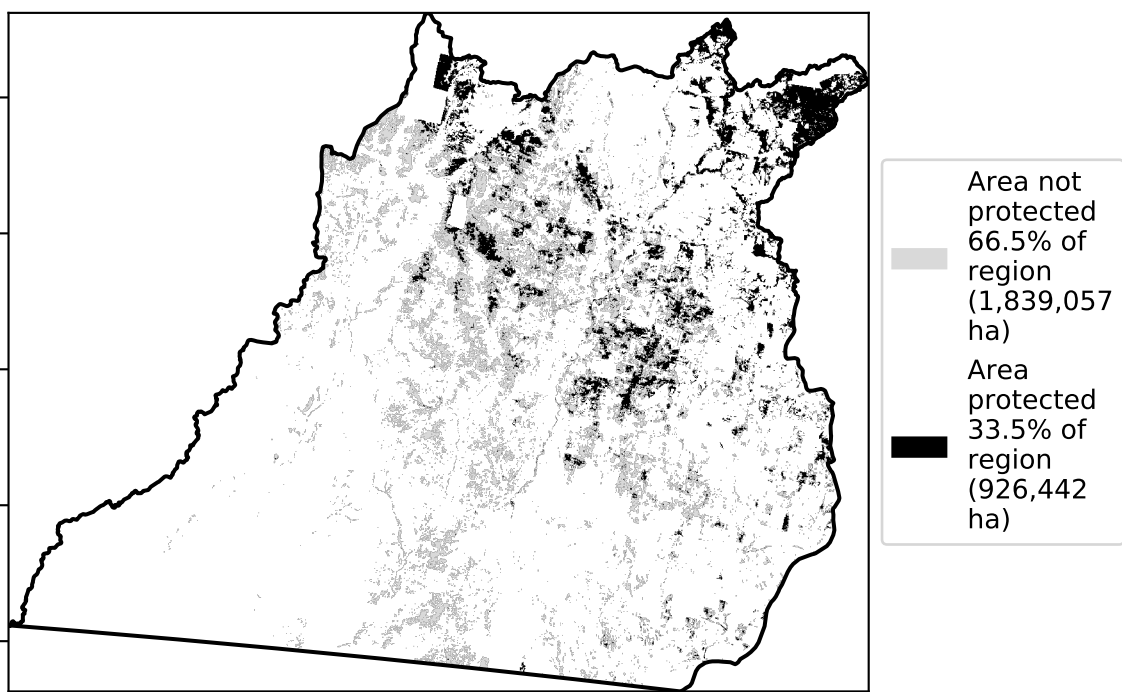 Area not
protected
66.5% of
region
(1,839,057
ha)
Area
protected
33.5% of
region
(926,442
ha)